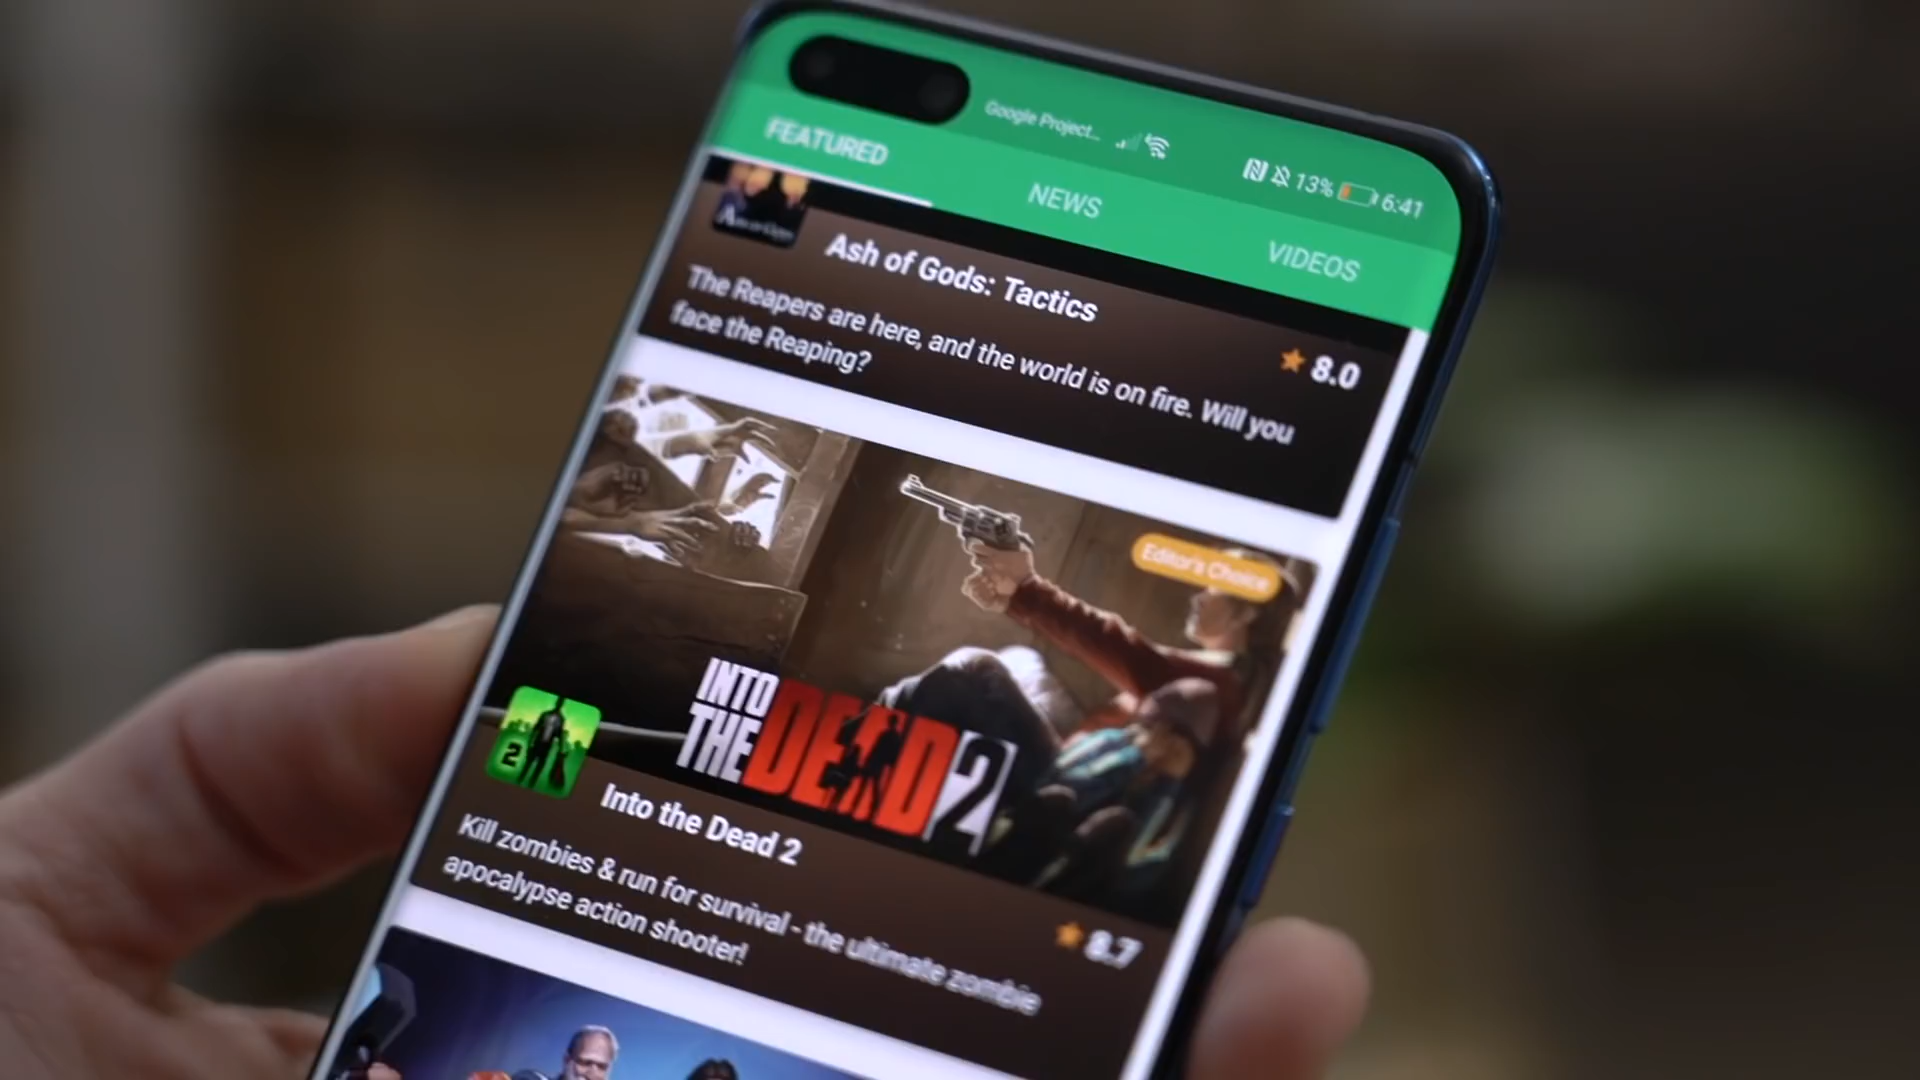 Google Project...
13%
6:41
FEATURED
NEWS
VIDEOS
Ash of Gods: Tactics
The Reapers are here, and the world is on fire. Will you
face the Reaping?
8.0
Editor's Choice
INTO
THE DEAD 2
2
Into the Dead 2
Kill zombies & run for survival - the ultimate zombie
apocalypse action shooter!
8.7